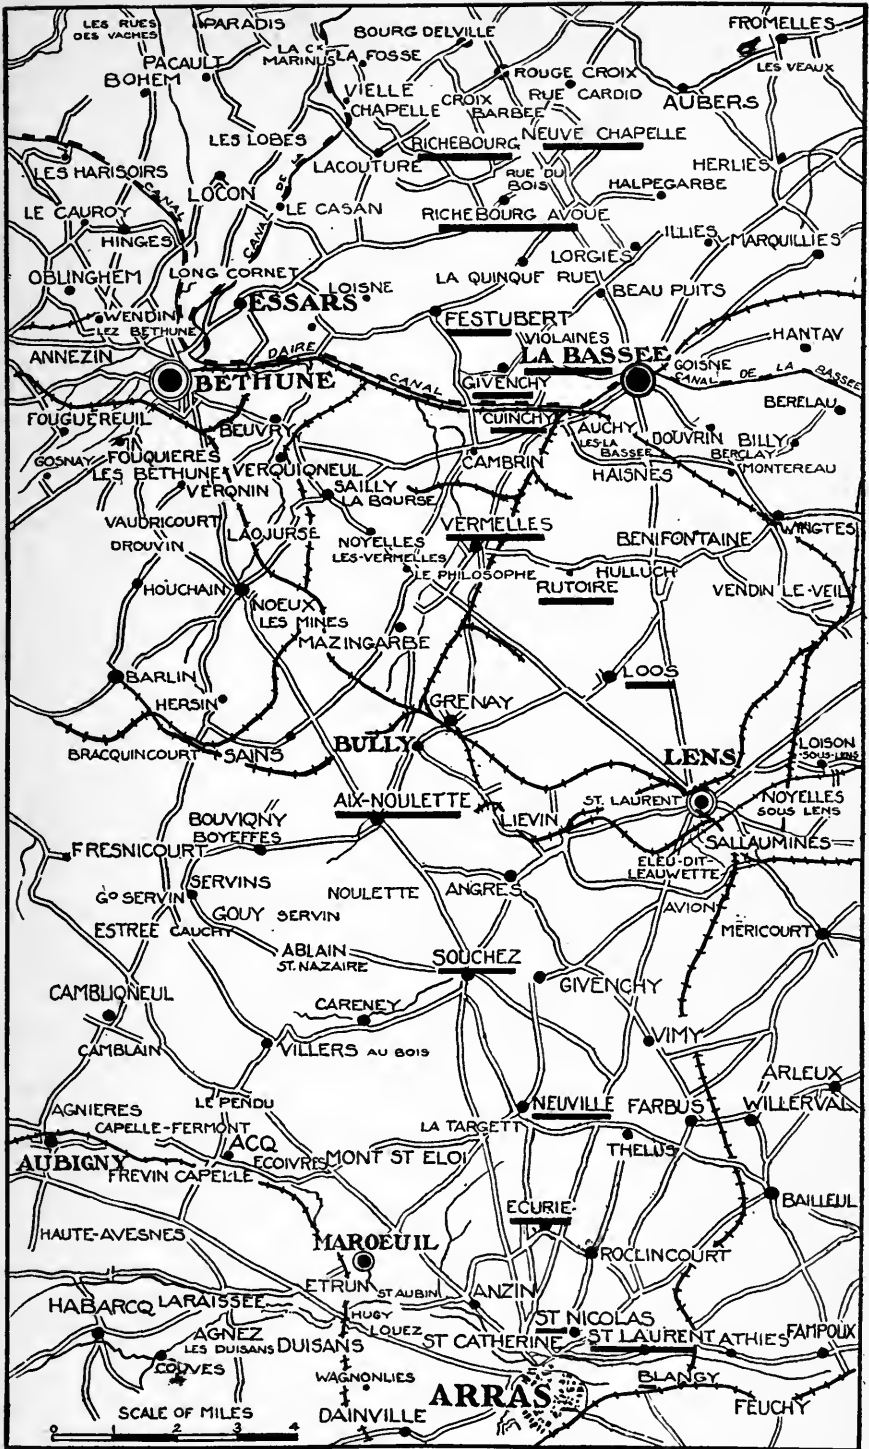 LES RUES
DES VACHES
PARADIS
LA CX
MARINUS
BOURG DELVILLE
FROMELLES
PACAULT
LA FOSSE
LES VEAUX
BOHEM
VIELLE
CHAPELLE
CROIX
BARBEE
ROUGE CROIX
RUE CARDID
AUBERS
LES LOBES
RICHEBOURG
NEUVE CHAPELLE
LES HARISOIRS
CANAL
LACOUTURE
HERLIES
LOCON
CANAL DE LA
RUE DU
BOIS
HALPEGARBE
LE CAUROY
LE CASAN
RICHEBOURG AVOUE
HINGES
ILLIES
MARQUILLIES
LORGIES
OBLINGHEM
LONG CORNET
LOISNE
LA QUINQUE RUE
BEAU PUITS
ESSARS
WENDIN
LEZ BETHUNE
FESTUBERT
VIOLAINES
HANTAV
ANNEZIN
DAIRE
LA BASSEE
GOISNE
BETHUNE
CANAL
GIVENCHY
CANAL DE LA BASSEE
BERELAU
FOUGUEREUIL
BEUVRY
CUINCHY
AUCHY
LES-LA
BASSEE
DOUVRIN
BILLY
BERCLAY
MONTEREAU
GOSNAY
FOUQUIERES
LES BETHUNE
VERQUIQNEUL
CAMBRIN
HAISNES
VERQNIN
SAILLY
LA BOURSE
VAUDRICOURT
LAOJURSE
VERMELLES
WINGTES
DROUVIN
NOYELLES
LES-VERMELLES
BENIFONTAINE
LE PHILOSOPHE
HULLUCH
HOUCHAIN
NOEUX
LES MINES
RUTOIRE
VENDIN LE-VEIL
MAZINGARBE
BARLIN
LOOS
HERSIN
GRENAY
BRACQUINCOURT
SAINS
BULLY
LENS
LOISON
-SOUS-LENS
AIX-NOULETTE
ST. LAURENT
NOYELLES
SOUS LENS
BOUVIGNY
BOYEFFES
LIEVIN
SALLAUMINES
FRESNICOURT
ELEU-DIT-
LEAUWETTE
SERVINS
NOULETTE
ANGRES
GO SERVIN
GOUY SERVIN
AVION
ESTREE CAUCHY
MÉRICOURT
ABLAIN
ST. NAZAIRE
SOUCHEZ
CAMBLIQNEUL
CARENEY
GIVENCHY
CAMBLAIN
VILLERS AU BOIS
VIMY
ARLEUX
LE PENDU
NEUVILLE
FARBUS
WILLERVAL
AGNIERES
CAPELLE-FERMONT
LA TARGETT
ACQ
THELUS
AUBIGNY
ECOIVRES
MONT ST ELOI
FREVIN CAPELLE
BAILLEUL
ECURIE
HAUTE-AVESNES
MAROEUIL
ROCLINCOURT
ETRUN
ST AUBIN
ANZIN
HABARCQ
LARAISSEE
HUGY
LOUEZ
ST NICOLAS
AGNEZ
LES DUISANS
DUISANS
ST CATHERINE
ST LAURENT
ATHIES
FAMPOUX
COUVES
WAGNONLIES
BLANGY
ARRAS
SCALE OF MILES
DAINVILLE
FEUCHY
0 1 2 3 4